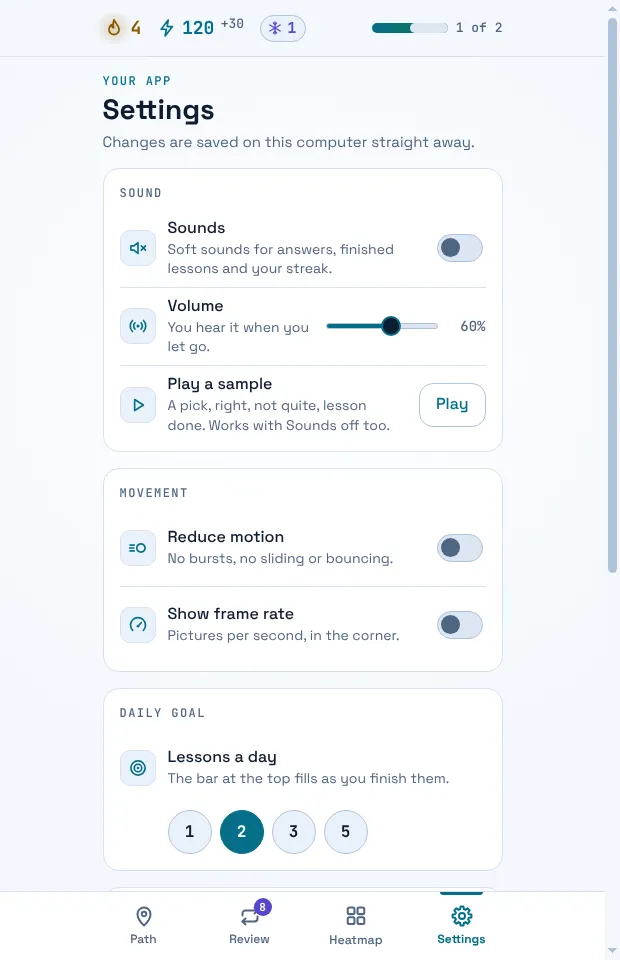 4 120 +30 1 1 of 2
YOUR APP
Settings
Changes are saved on this computer straight away.
SOUND
Sounds
Soft sounds for answers, finished
lessons and your streak.
Volume
You hear it when you
let go.
60%
Play a sample
A pick, right, not quite, lesson
done. Works with Sounds off too.
Play
MOVEMENT
Reduce motion
No bursts, no sliding or bouncing.
Show frame rate
Pictures per second, in the corner.
DAILY GOAL
Lessons a day
The bar at the top fills as you finish them.
1 2 3 5
8
Path Review Heatmap Settings